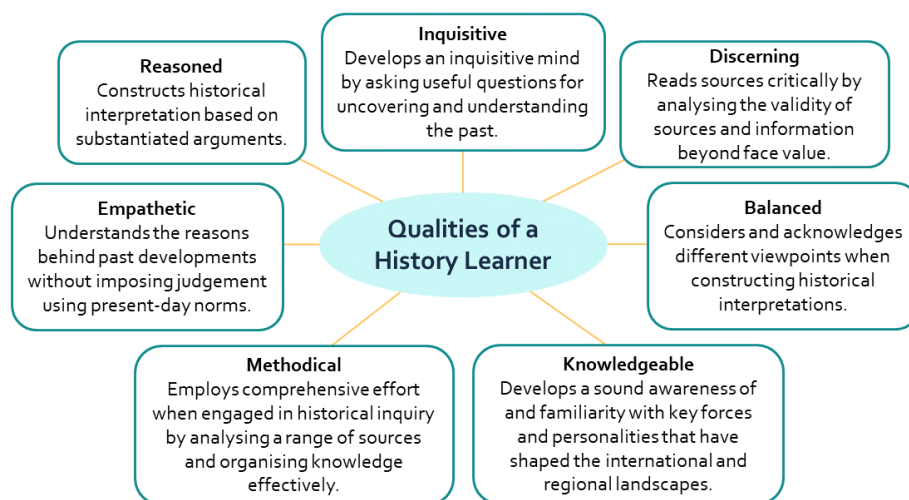 Qualities of a
History Learner
Inquisitive
Develops an inquisitive mind
by asking useful questions for
uncovering and understanding
the past.
Discerning
Reads sources critically by
analysing the validity of
sources and information
beyond face value.
Balanced
Considers and acknowledges
different viewpoints when
constructing historical
interpretations.
Knowledgeable
Develops a sound awareness of
and familiarity with key forces
and personalities that have
shaped the international and
regional landscapes.
Methodical
Employs comprehensive effort
when engaged in historical inquiry
by analysing a range of sources
and organising knowledge
effectively.
Empathetic
Understands the reasons
behind past developments
without imposing judgement
using present-day norms.
Reasoned
Constructs historical
interpretation based on
substantiated arguments.